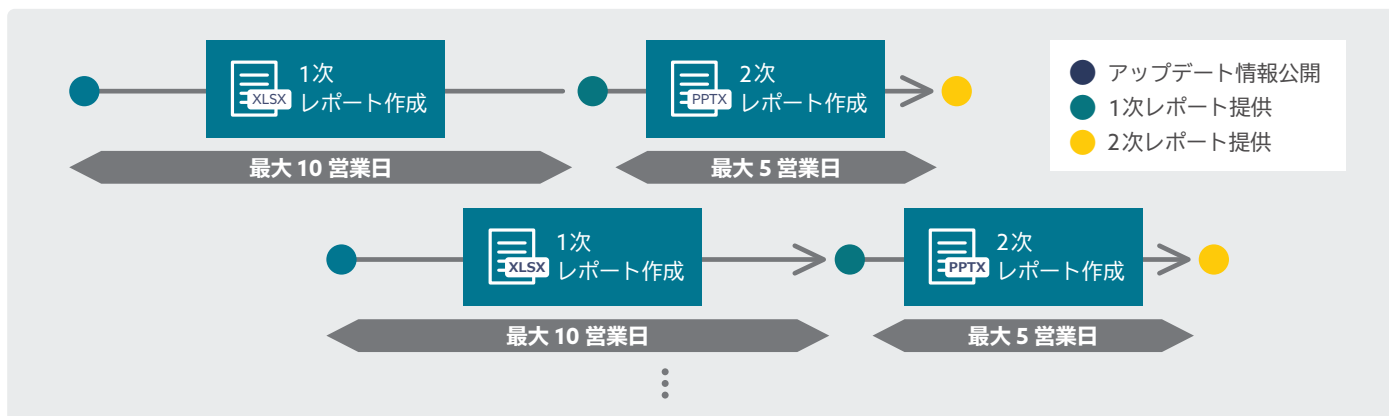 1次
レポート作成
XLSX
2次
レポート作成
PPTX
アップデート情報公開
1次レポート提供
2次レポート提供
最大 10 営業日
最大 5 営業日
1次
レポート作成
XLSX
2次
レポート作成
PPTX
最大 10 営業日
最大 5 営業日